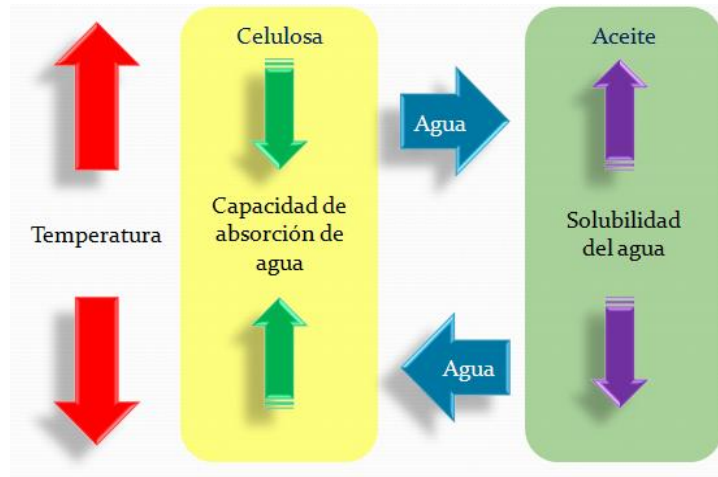 Celulosa
Aceite
Agua
Temperatura
Capacidad de
absorción de
agua
Solubilidad
del agua
Agua